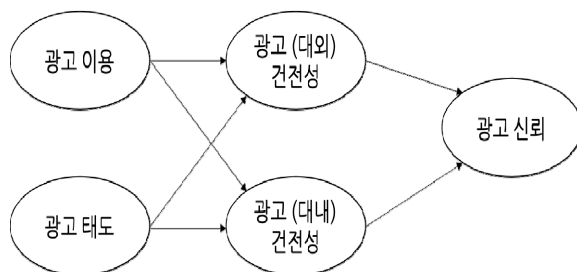 광고 이용
광고 (대외)
건전성
광고 신뢰
광고 태도
광고 (대내)
건전성